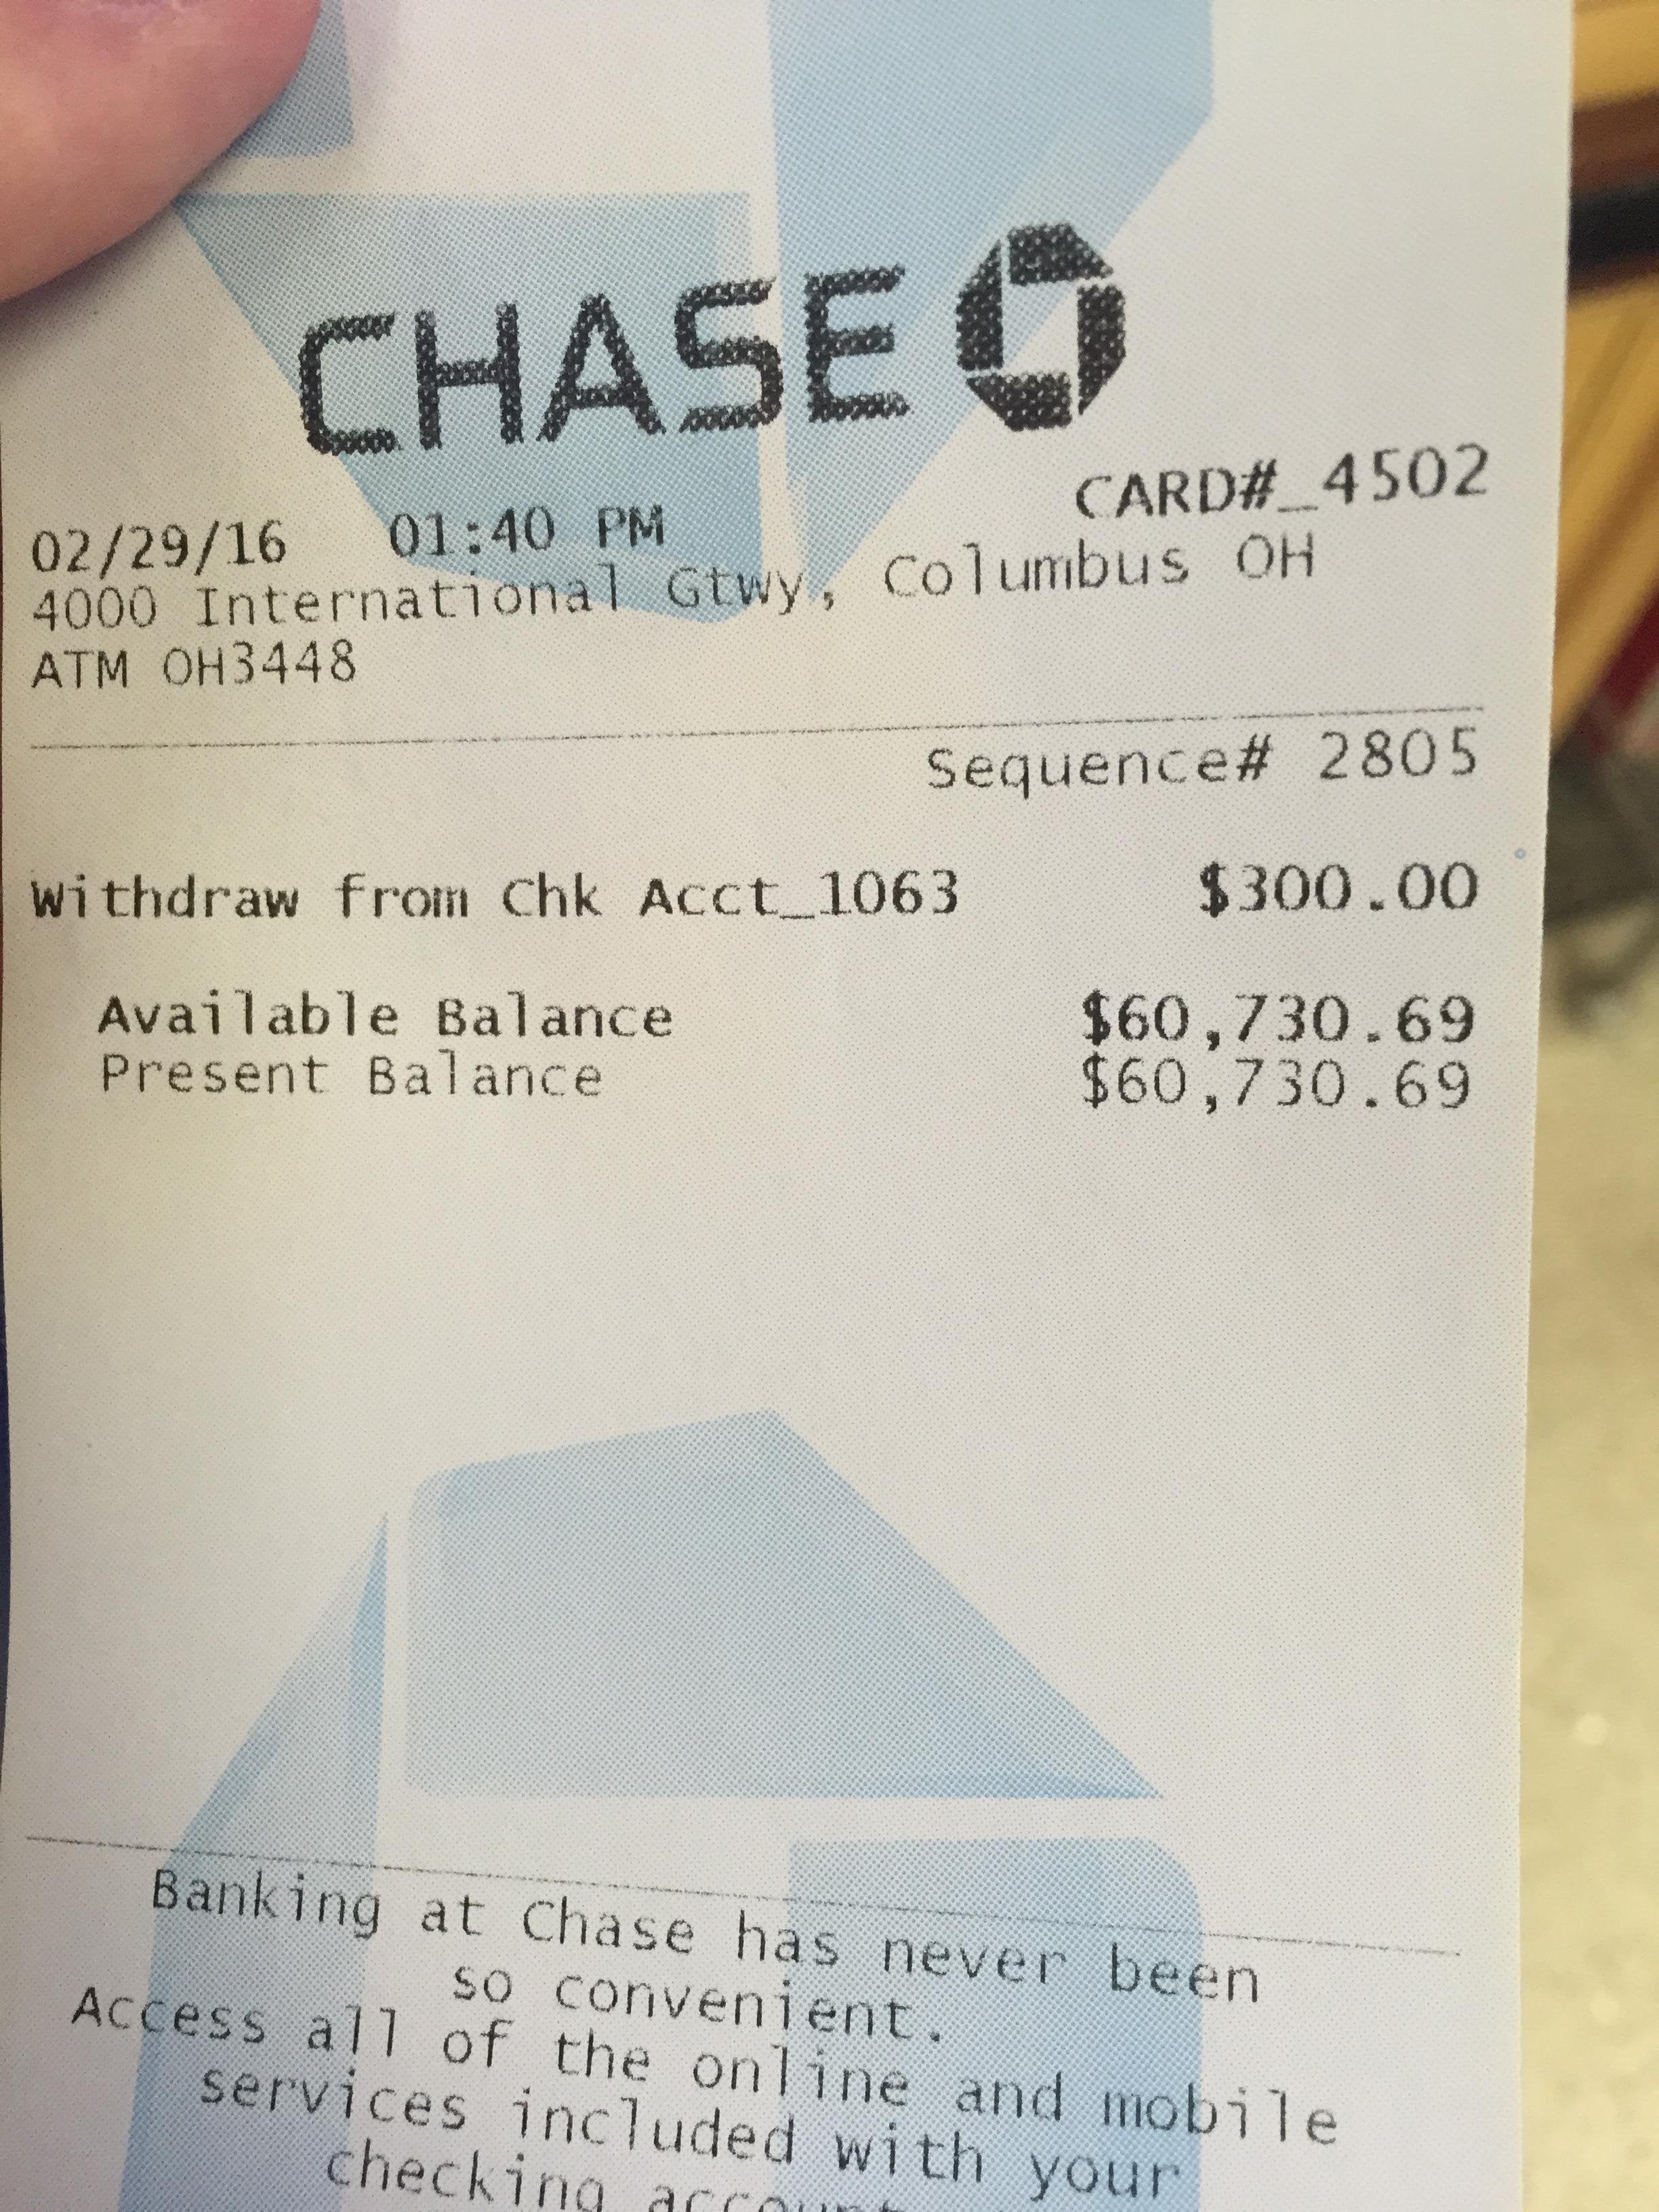 CHASE
CARD#_4502
02/29/16 01:40 PM
4000 International Gtwy, Columbus OH
ATM OH3448
Sequence# 2805
Withdraw from Chk Acct_1063 $300.00
Available Balance $60,730.69
Present Balance $60,730.69
Banking at Chase has never been
so convenient.
Access all of the online and mobile
services included with your
checking account